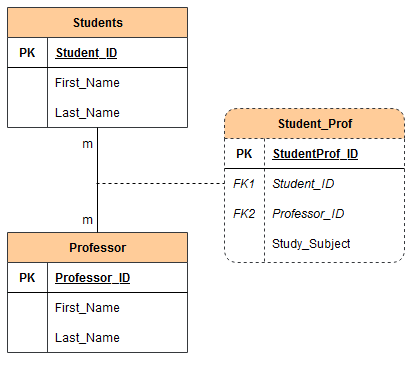 Students
PK Student_ID
First_Name
Last_Name
m
Student_Prof
PK StudentProf_ID
FK1 Student_ID
FK2 Professor_ID
Study_Subject
m
Professor
PK Professor_ID
First_Name
Last_Name